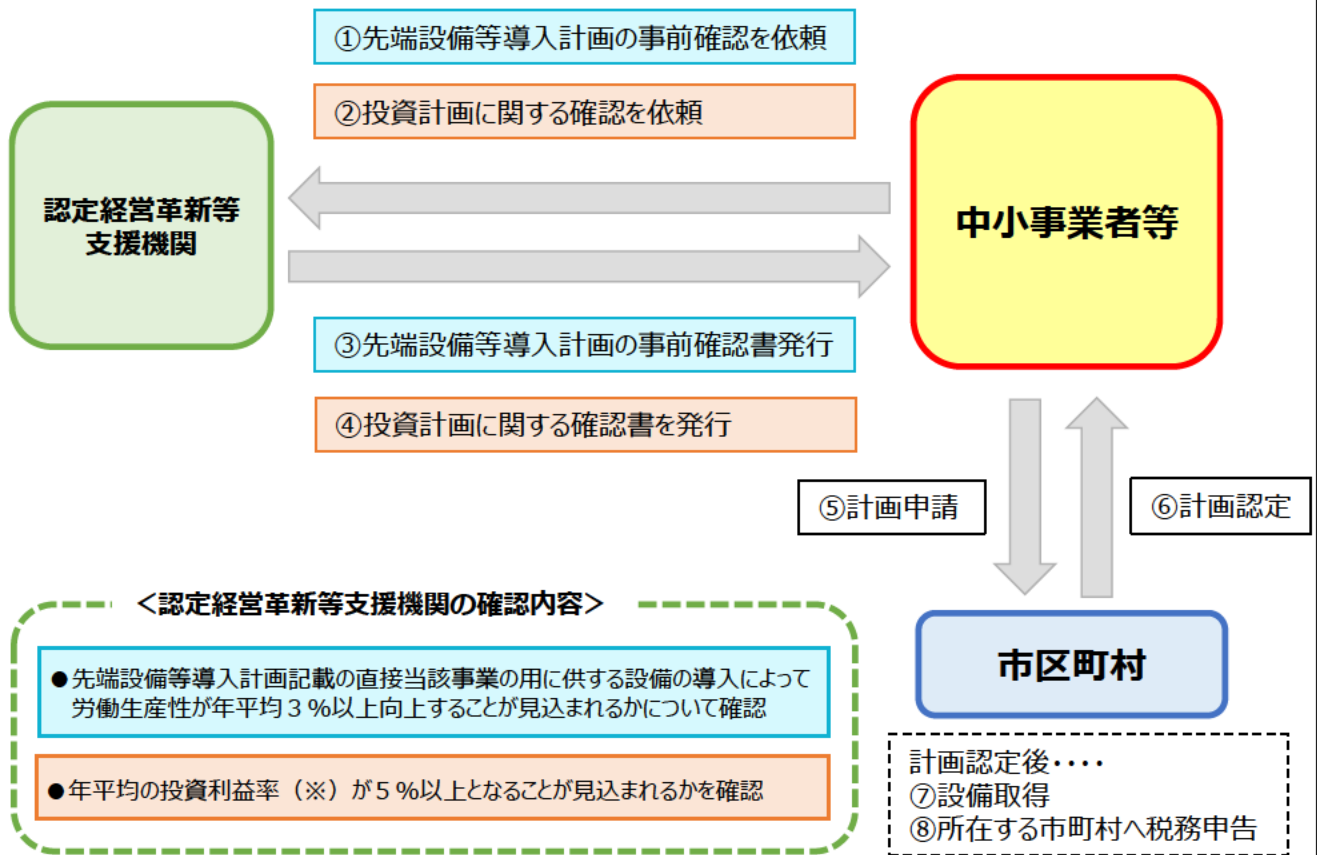 ①先端設備等導入計画の事前確認を依頼
②投資計画に関する確認を依頼
認定経営革新等
支援機関
中小事業者等
③先端設備等導入計画の事前確認書発行
④投資計画に関する確認書を発行
⑤計画申請
⑥計画認定
＜認定経営革新等支援機関の確認内容＞
●先端設備等導入計画記載の直接当該事業の用に供する設備の導入によって
労働生産性が年平均３％以上向上することが見込まれるかについて確認
●年平均の投資利益率（※）が５％以上となることが見込まれるかを確認
市区町村
計画認定後・・・・
⑦設備取得
⑧所在する市町村へ税務申告